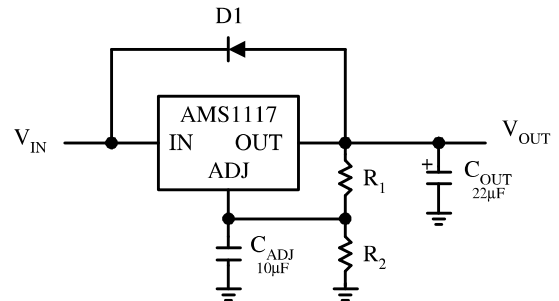 D1
AMS1117
V_IN
IN OUT
V_OUT
ADJ
+
R_1
C_OUT
22μF
C_ADJ
10μF
R_2